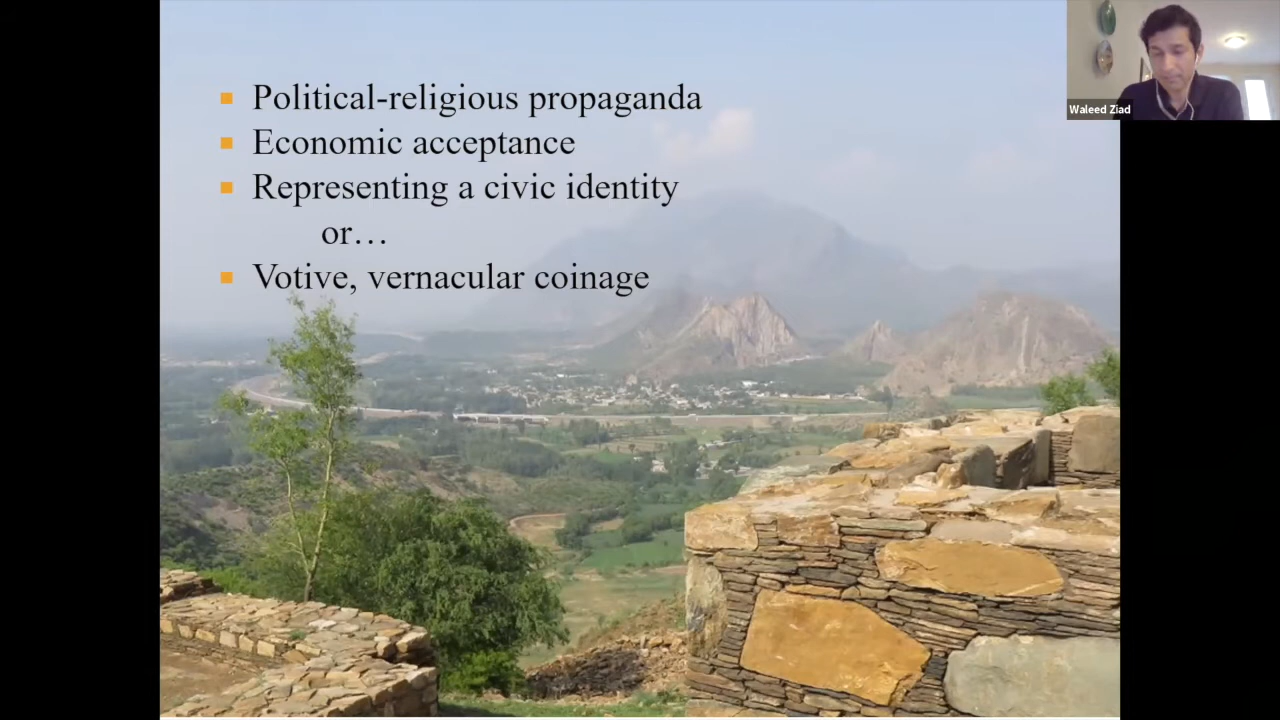 Political-religious propaganda
Economic acceptance
Representing a civic identity
or…
Votive, vernacular coinage
Waleed Ziad